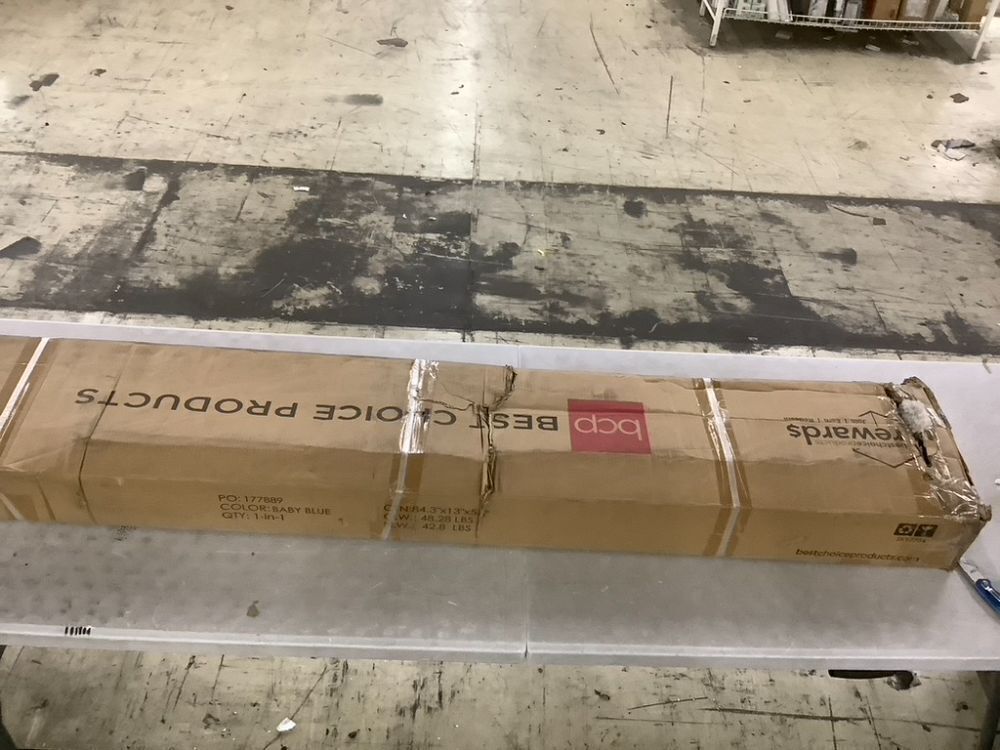 BEST CHOICE PRODUCTS
bcp
rewards
PO: 177889
COLOR: BABY BLUE
QTY: 1-in-1
48.28 LBS
42.8 LBS
bestchoiceproducts.com